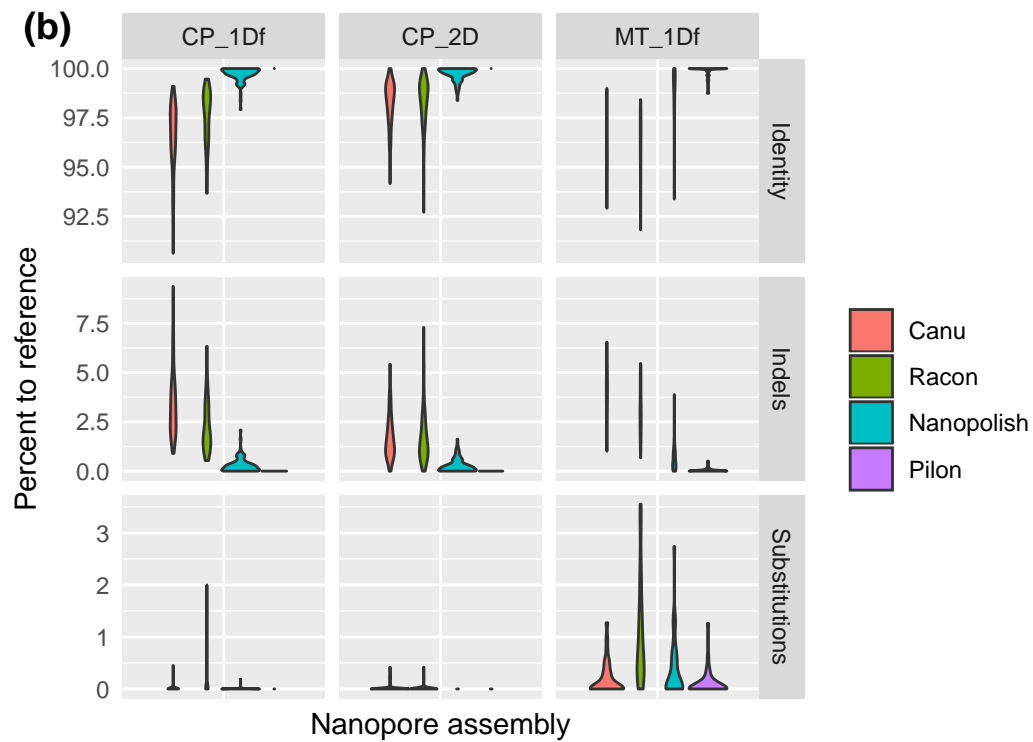 (b)
CP_1Df CP_2D MT_1Df
100.0
97.5
95.0
92.5
Identity
7.5
5.0
2.5
0.0
Indels
3
2
1
0
Substitutions
Percent to reference
Nanopore assembly
Canu
Racon
Nanopolish
Pilon